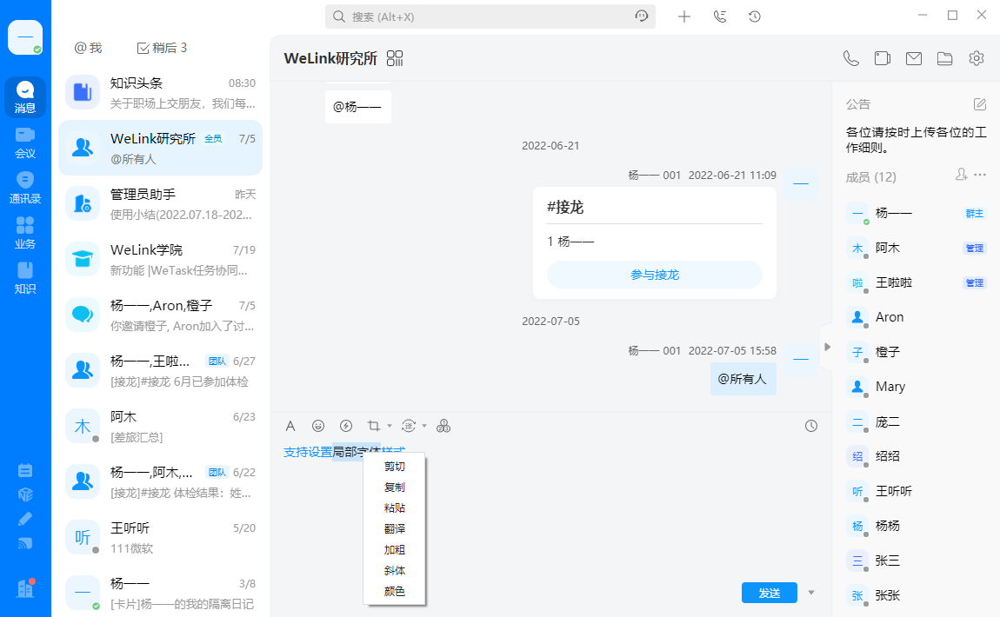 搜索 (Alt+X)
一
消息
会议
通讯录
业务
知识
@ 我
稍后 3
知识头条 08:30
关于职场上交朋友，我们每...
WeLink研究所 全员 7/5
@所有人
管理员助手 昨天
使用小结(2022.07.18-202...
WeLink学院 7/19
新功能 |WeTask任务协同...
杨一一,Aron,橙子 7/5
你邀请橙子, Aron加入了讨...
杨一一,王啦... 团队 6/27
[接龙]#接龙 6月已参加体检
木
阿木 6/23
[差旅汇总]
杨一一,阿木,... 团队 6/22
[接龙]#接龙 体检结果：姓...
听
王听听 5/20
111微软
一
杨一一 3/8
[卡片]杨一一的我的隔离日记
WeLink研究所
@杨一一
2022-06-21
杨一一 001 2022-06-21 11:09
一
#接龙
1 杨一一
参与接龙
2022-07-05
杨一一 001 2022-07-05 15:58
一
@所有人
支持设置局部字体样式
剪切
复制
粘贴
翻译
加粗
斜体
颜色
发送
公告
各位请按时上传各位的工
作细则。
成员 (12)
一 杨一一 群主
木 阿木 管理
啦 王啦啦 管理
Aron
子 橙子
Mary
二 庞二
绍 绍绍
听 王听听
杨 杨杨
三 张三
张 张张